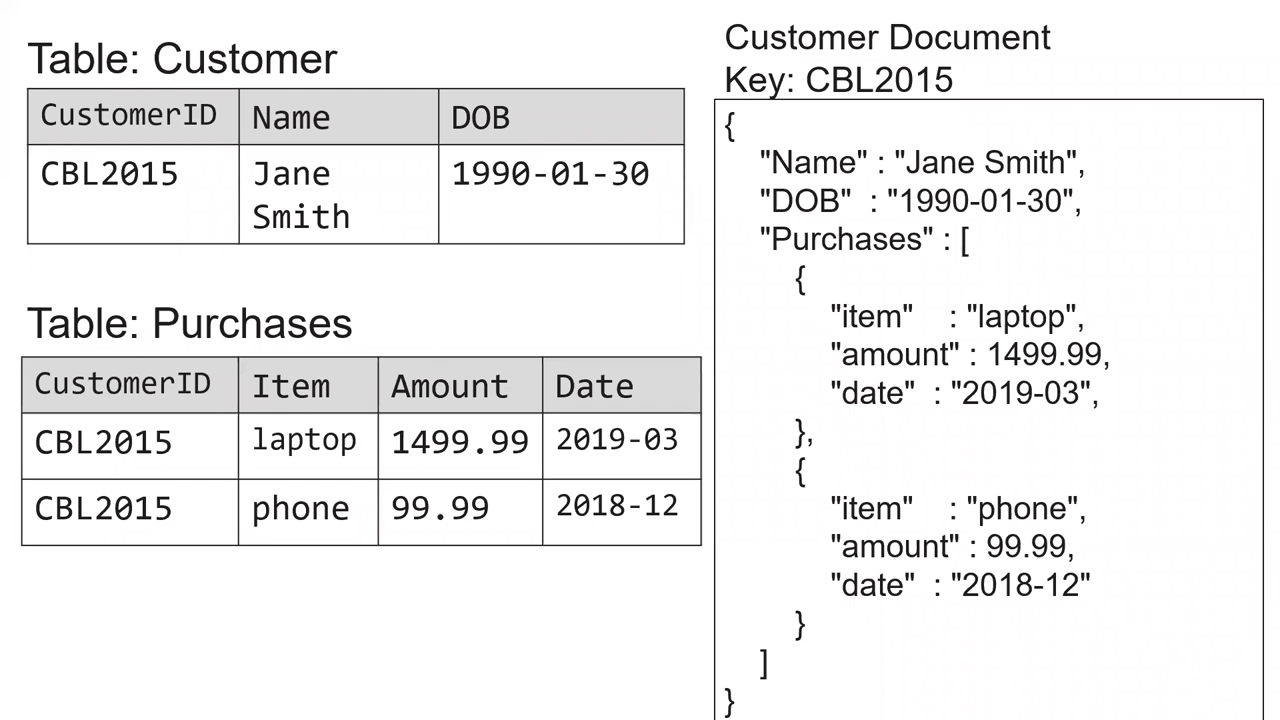 Table: Customer
CustomerID Name DOB
CBL2015 Jane Smith 1990-01-30
Table: Purchases
CustomerID Item Amount Date
CBL2015 laptop 1499.99 2019-03
CBL2015 phone 99.99 2018-12
Customer Document
Key: CBL2015
{
"Name" : "Jane Smith",
"DOB" : "1990-01-30",
"Purchases" : [
{
"item" : "laptop",
"amount" : 1499.99,
"date" : "2019-03",
},
{
"item" : "phone",
"amount" : 99.99,
"date" : "2018-12"
}
]
}